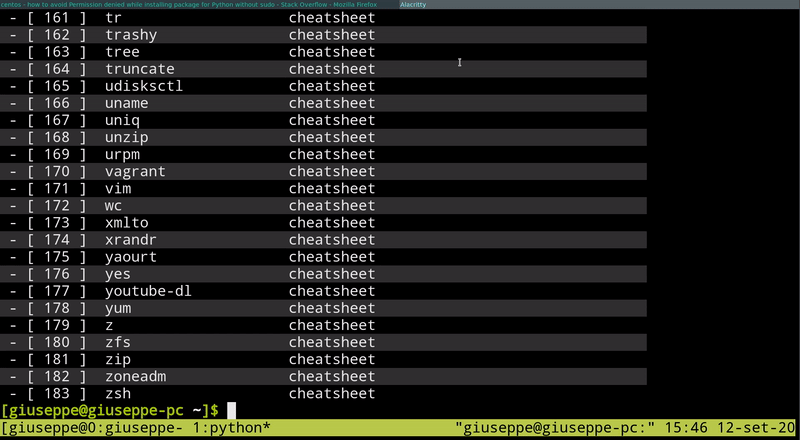 centos - how to avoid Permission denied while installing package for Python without sudo - Stack Overflow - Mozilla Firefox Alacritty
- [ 161 ] tr cheatsheet
- [ 162 ] trashy cheatsheet
- [ 163 ] tree cheatsheet
- [ 164 ] truncate cheatsheet
- [ 165 ] udisksctl cheatsheet
- [ 166 ] uname cheatsheet
- [ 167 ] uniq cheatsheet
- [ 168 ] unzip cheatsheet
- [ 169 ] urpm cheatsheet
- [ 170 ] vagrant cheatsheet
- [ 171 ] vim cheatsheet
- [ 172 ] wc cheatsheet
- [ 173 ] xmlto cheatsheet
- [ 174 ] xrandr cheatsheet
- [ 175 ] yaourt cheatsheet
- [ 176 ] yes cheatsheet
- [ 177 ] youtube-dl cheatsheet
- [ 178 ] yum cheatsheet
- [ 179 ] z cheatsheet
- [ 180 ] zfs cheatsheet
- [ 181 ] zip cheatsheet
- [ 182 ] zoneadm cheatsheet
- [ 183 ] zsh cheatsheet
[giuseppe@giuseppe-pc ~]$
[giuseppe@0:giuseppe- 1:python* "giuseppe@giuseppe-pc:" 15:46 12-set-20